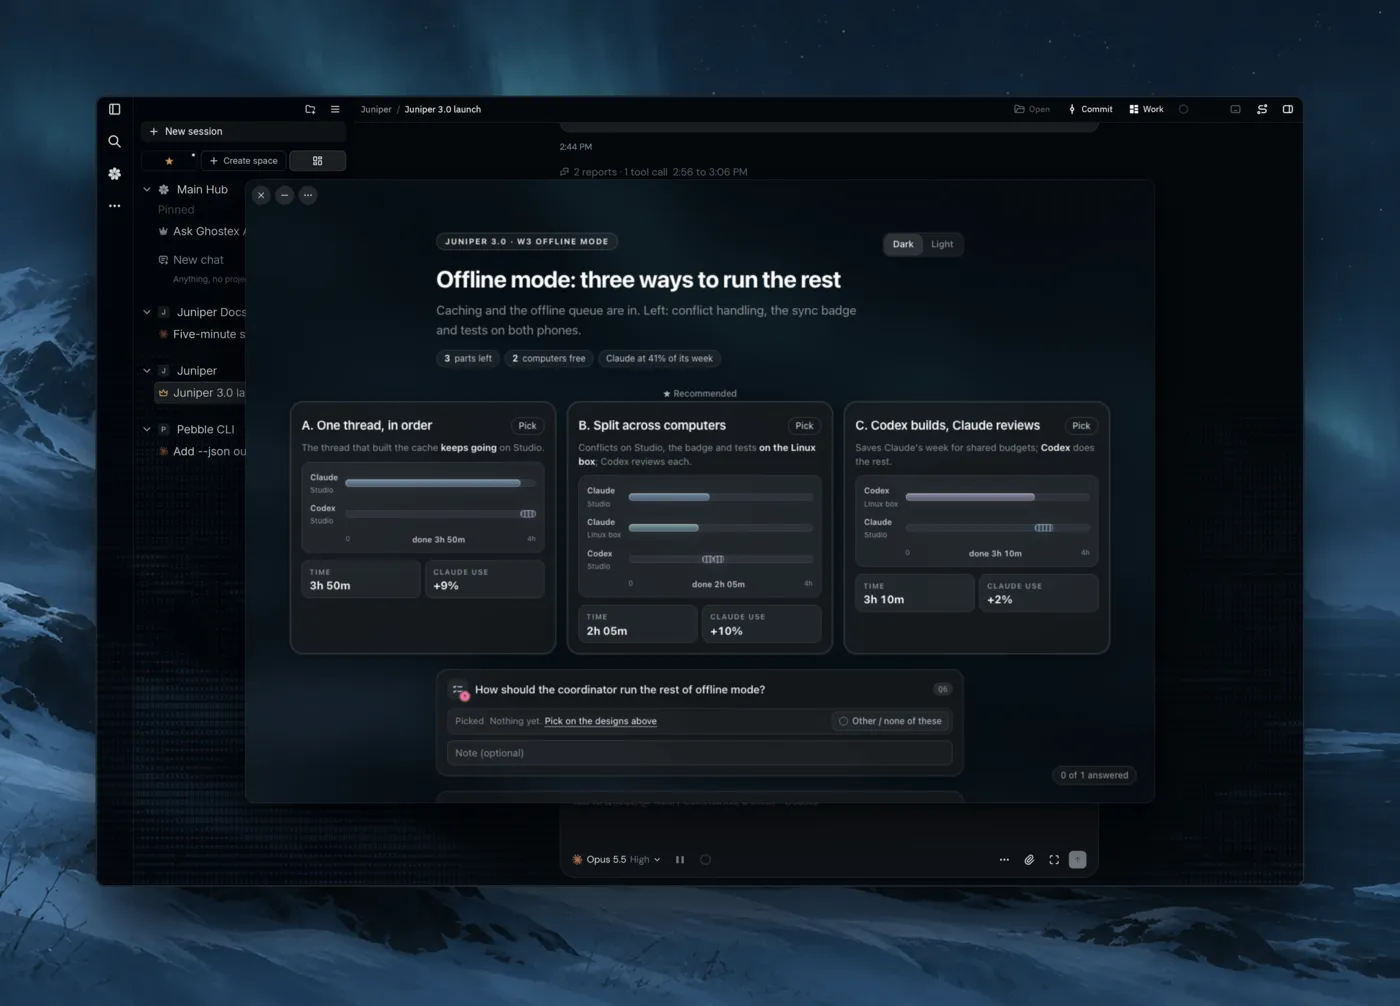 Juniper / Juniper 3.0 launch
Open
Commit
Work
New session
Create space
Main Hub
Pinned
Ask Ghostex
New chat
Anything, no
J Juniper Docs
Five-minute
J Juniper
Juniper 3.0
P Pebble CLI
Add --json
2:44 PM
2 reports · 1 tool call 2:56 to 3:06 PM
JUNIPER 3.0 · W3 OFFLINE MODE
Dark Light
Offline mode: three ways to run the rest
Caching and the offline queue are in. Left: conflict handling, the sync badge
and tests on both phones.
3 parts left
2 computers free
Claude at 41% of its week
★ Recommended
A. One thread, in order
Pick
The thread that built the cache keeps going on Studio.
Claude
Studio
Codex
Studio
0 done 3h 50m 4h
TIME
3h 50m
CLAUDE USE
+9%
B. Split across computers
Pick
Conflicts on Studio, the badge and tests on the Linux
box; Codex reviews each.
Claude
Studio
Claude
Linux box
Codex
Studio
0 done 2h 05m 4h
TIME
2h 05m
CLAUDE USE
+10%
C. Codex builds, Claude reviews
Pick
Saves Claude's week for shared budgets; Codex does
the rest.
Codex
Linux box
Claude
Studio
0 done 3h 10m 4h
TIME
3h 10m
CLAUDE USE
+2%
How should the coordinator run the rest of offline mode?
Picked Nothing yet. Pick on the designs above
Other / none of these
Note (optional)
0 of 1 answered
Opus 5.5 High